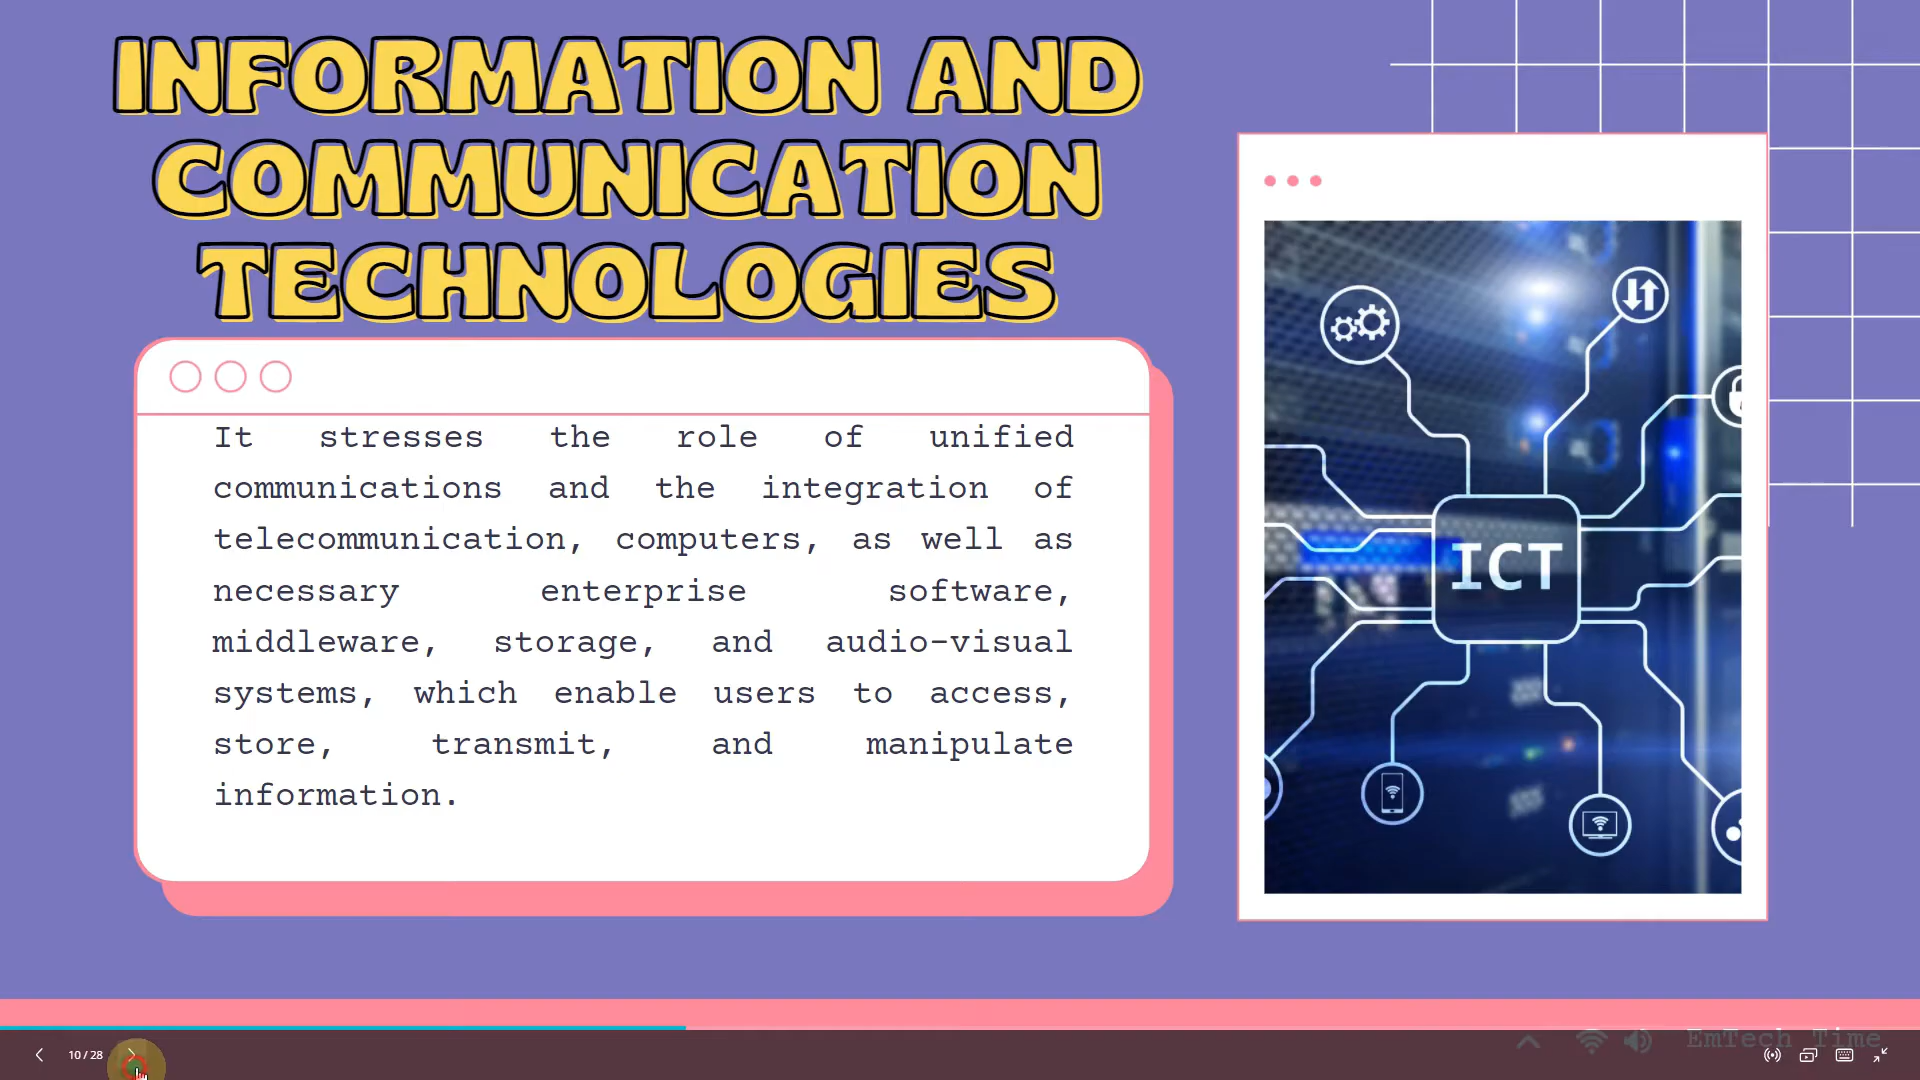 INFORMATION AND
COMMUNICATION
TECHNOLOGIES
It stresses the role of unified
communications and the integration of
telecommunication, computers, as well as
necessary enterprise software,
middleware, storage, and audio-visual
systems, which enable users to access,
store, transmit, and manipulate
information.
ICT
10 / 28
EmTech Time